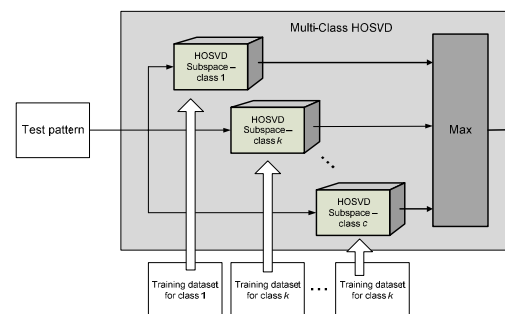 Multi-Class HOSVD
HOSVD
Subspace –
class 1
HOSVD
Subspace–
class k
HOSVD
Subspace –
class c
Test pattern
Max
...
Training dataset
for class 1
Training dataset
for class k
...
Training dataset
for class k